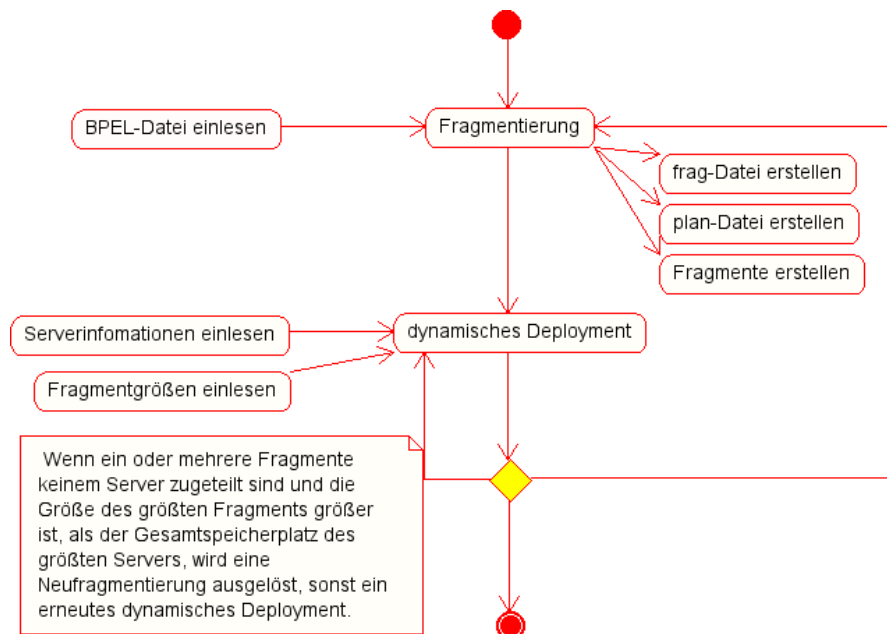 BPEL-Datei einlesen
Fragmentierung
frag-Datei erstellen
plan-Datei erstellen
Fragmente erstellen
Serverinfomationen einlesen
dynamisches Deployment
Fragmentgrößen einlesen
Wenn ein oder mehrere Fragmente
keinem Server zugeteilt sind und die
Größe des größten Fragments größer
ist, als der Gesamtspeicherplatz des
größten Servers, wird eine
Neufragmentierung ausgelöst, sonst ein
erneutes dynamisches Deployment.